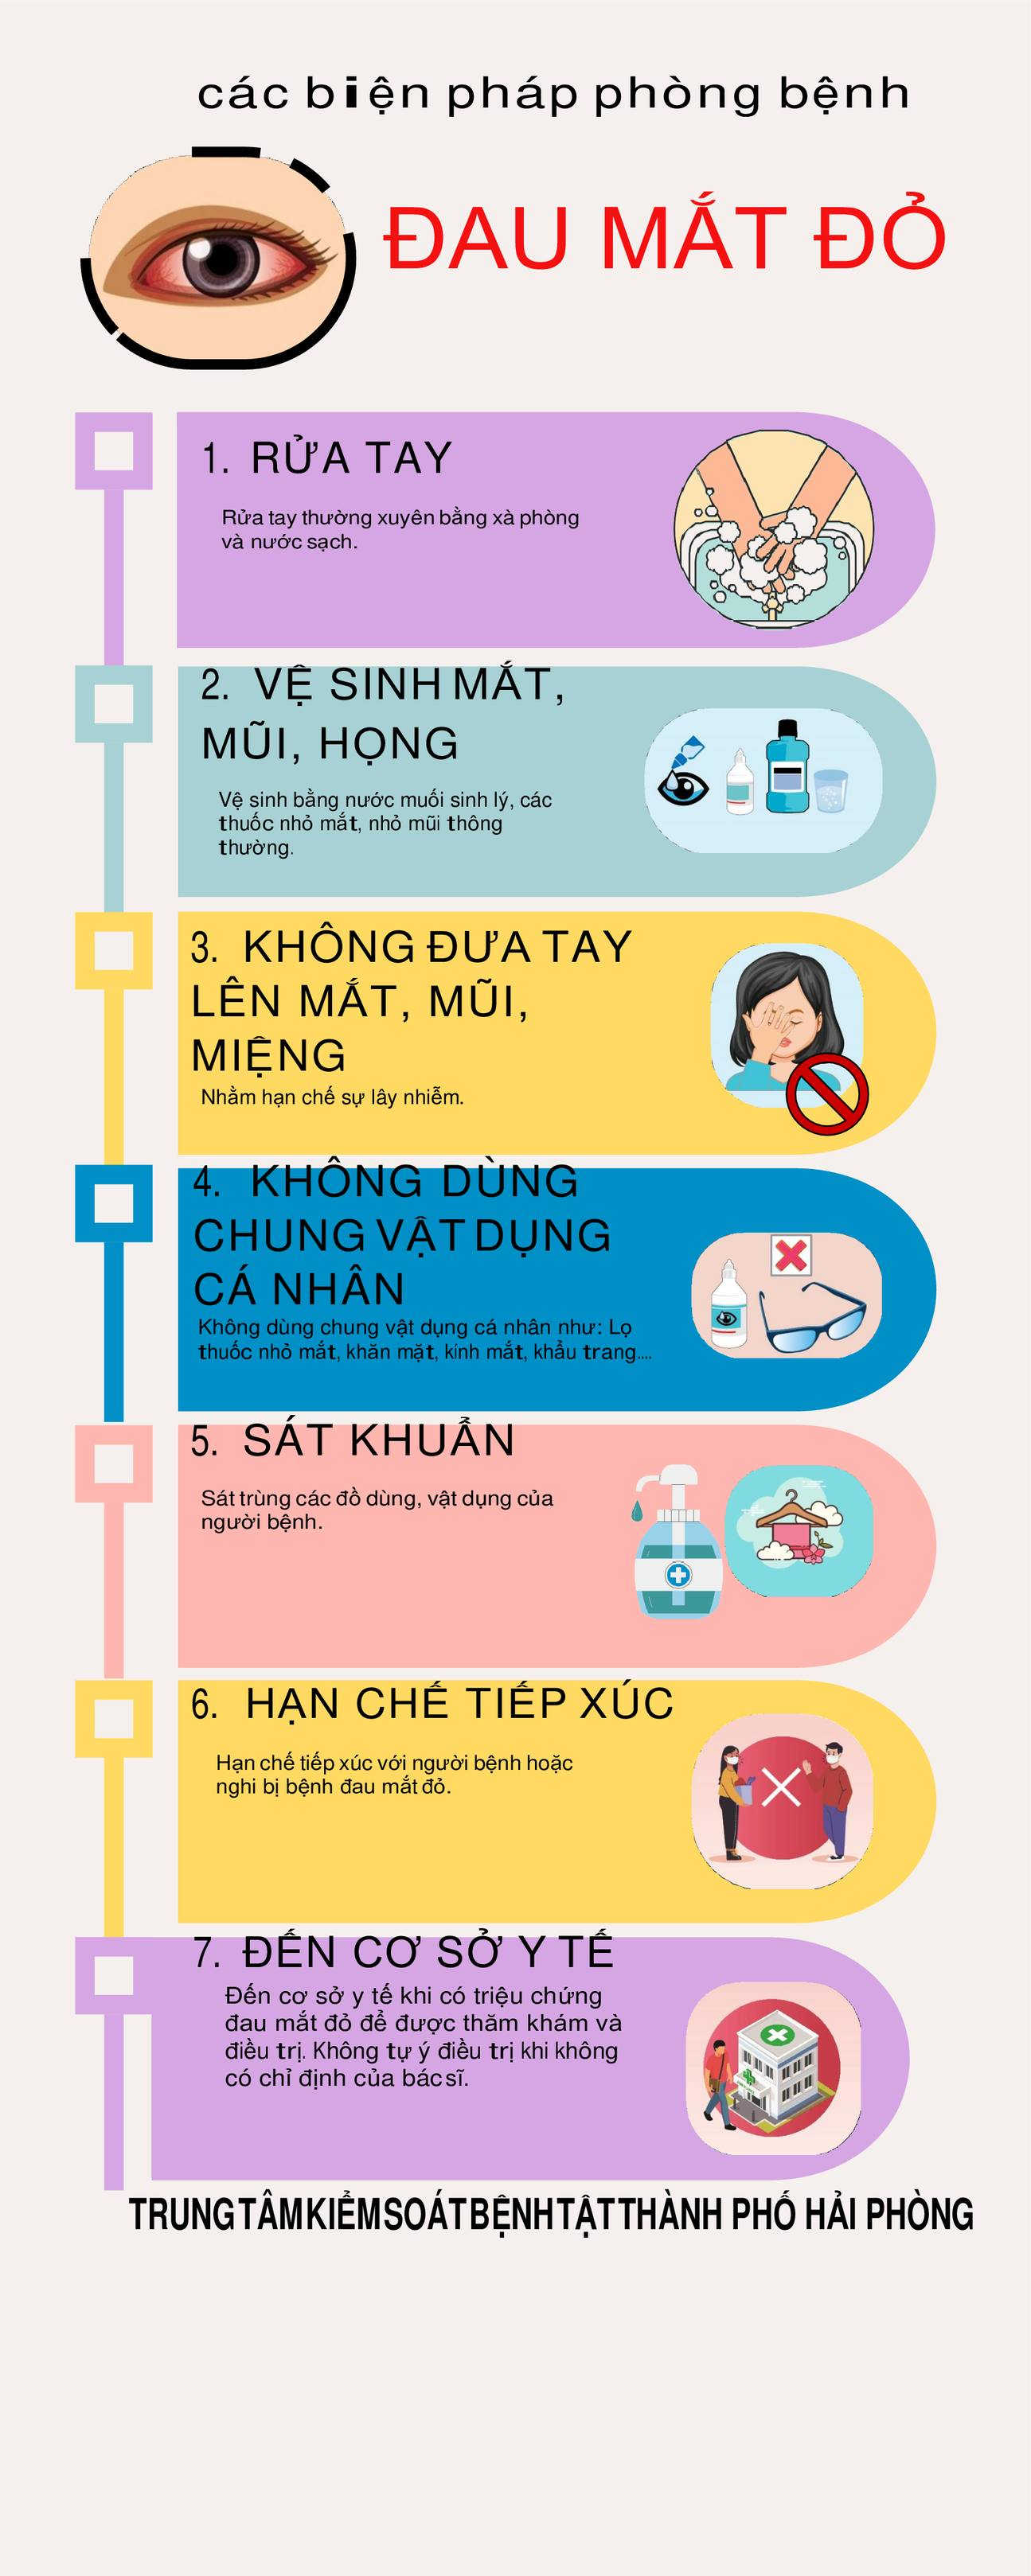 các biện pháp phòng bệnh
ĐAU MẮT ĐỎ
1. RỬA TAY
Rửa tay thường xuyên bằng xà phòng
và nước sạch.
2. VỆ SINH MẮT,
MŨI, HỌNG
Vệ sinh bằng nước muối sinh lý, các
thuốc nhỏ mắt, nhỏ mũi thông
thường.
3. KHÔNG ĐƯA TAY
LÊN MẮT, MŨI,
MIỆNG
Nhằm hạn chế sự lây nhiễm.
4. KHÔNG DÙNG
CHUNG VẬT DỤNG
CÁ NHÂN
Không dùng chung vật dụng cá nhân như: Lọ
thuốc nhỏ mắt, khăn mặt, kính mắt, khẩu trang....
5. SÁT KHUẨN
Sát trùng các đồ dùng, vật dụng của
người bệnh.
6. HẠN CHẾ TIẾP XÚC
Hạn chế tiếp xúc với người bệnh hoặc
nghi bị bệnh đau mắt đỏ.
7. ĐẾN CƠ SỞ Y TẾ
Đến cơ sở y tế khi có triệu chứng
đau mắt đỏ để được thăm khám và
điều trị. Không tự ý điều trị khi không
có chỉ định của bác sĩ.
TRUNG TÂM KIỂM SOÁT BỆNH TẬT THÀNH PHỐ HẢI PHÒNG